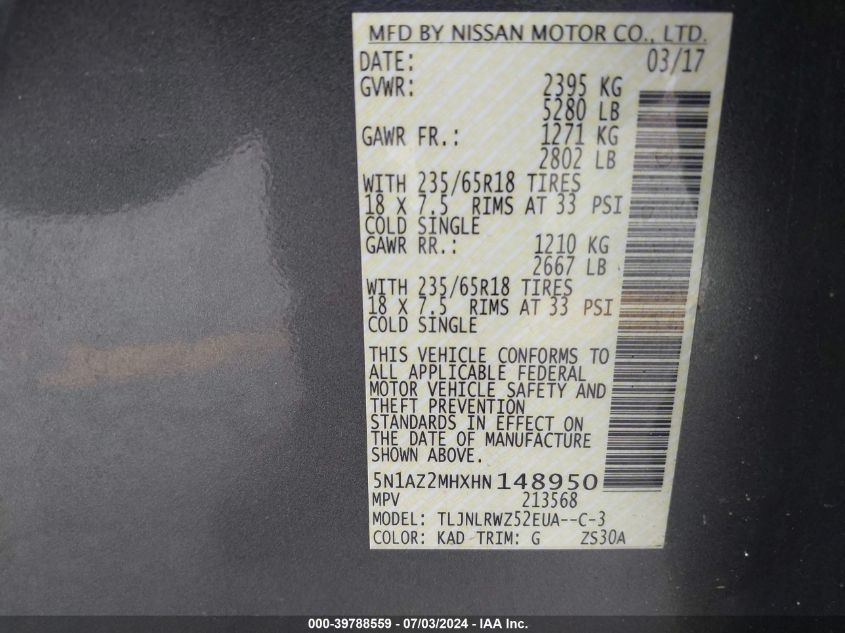 MFD BY NISSAN MOTOR CO., LTD.
DATE: 03/17
GVWR: 2395 KG
5280 LB
GAWR FR.: 1271 KG
2802 LB
WITH 235/65R18 TIRES
18 X 7.5 RIMS AT 33 PSI
COLD SINGLE
GAWR RR.: 1210 KG
2667 LB
WITH 235/65R18 TIRES
18 X 7.5 RIMS AT 33 PSI
COLD SINGLE
THIS VEHICLE CONFORMS TO
ALL APPLICABLE FEDERAL
MOTOR VEHICLE SAFETY AND
THEFT PREVENTION
STANDARDS IN EFFECT ON
THE DATE OF MANUFACTURE
SHOWN ABOVE.
5N1AZ2MHXHN148950
MPV 213568
MODEL: TLJNLRWZ52EUA--C-3
COLOR: KAD TRIM: G ZS30A
000-39788559 - 07/03/2024 - IAA Inc.